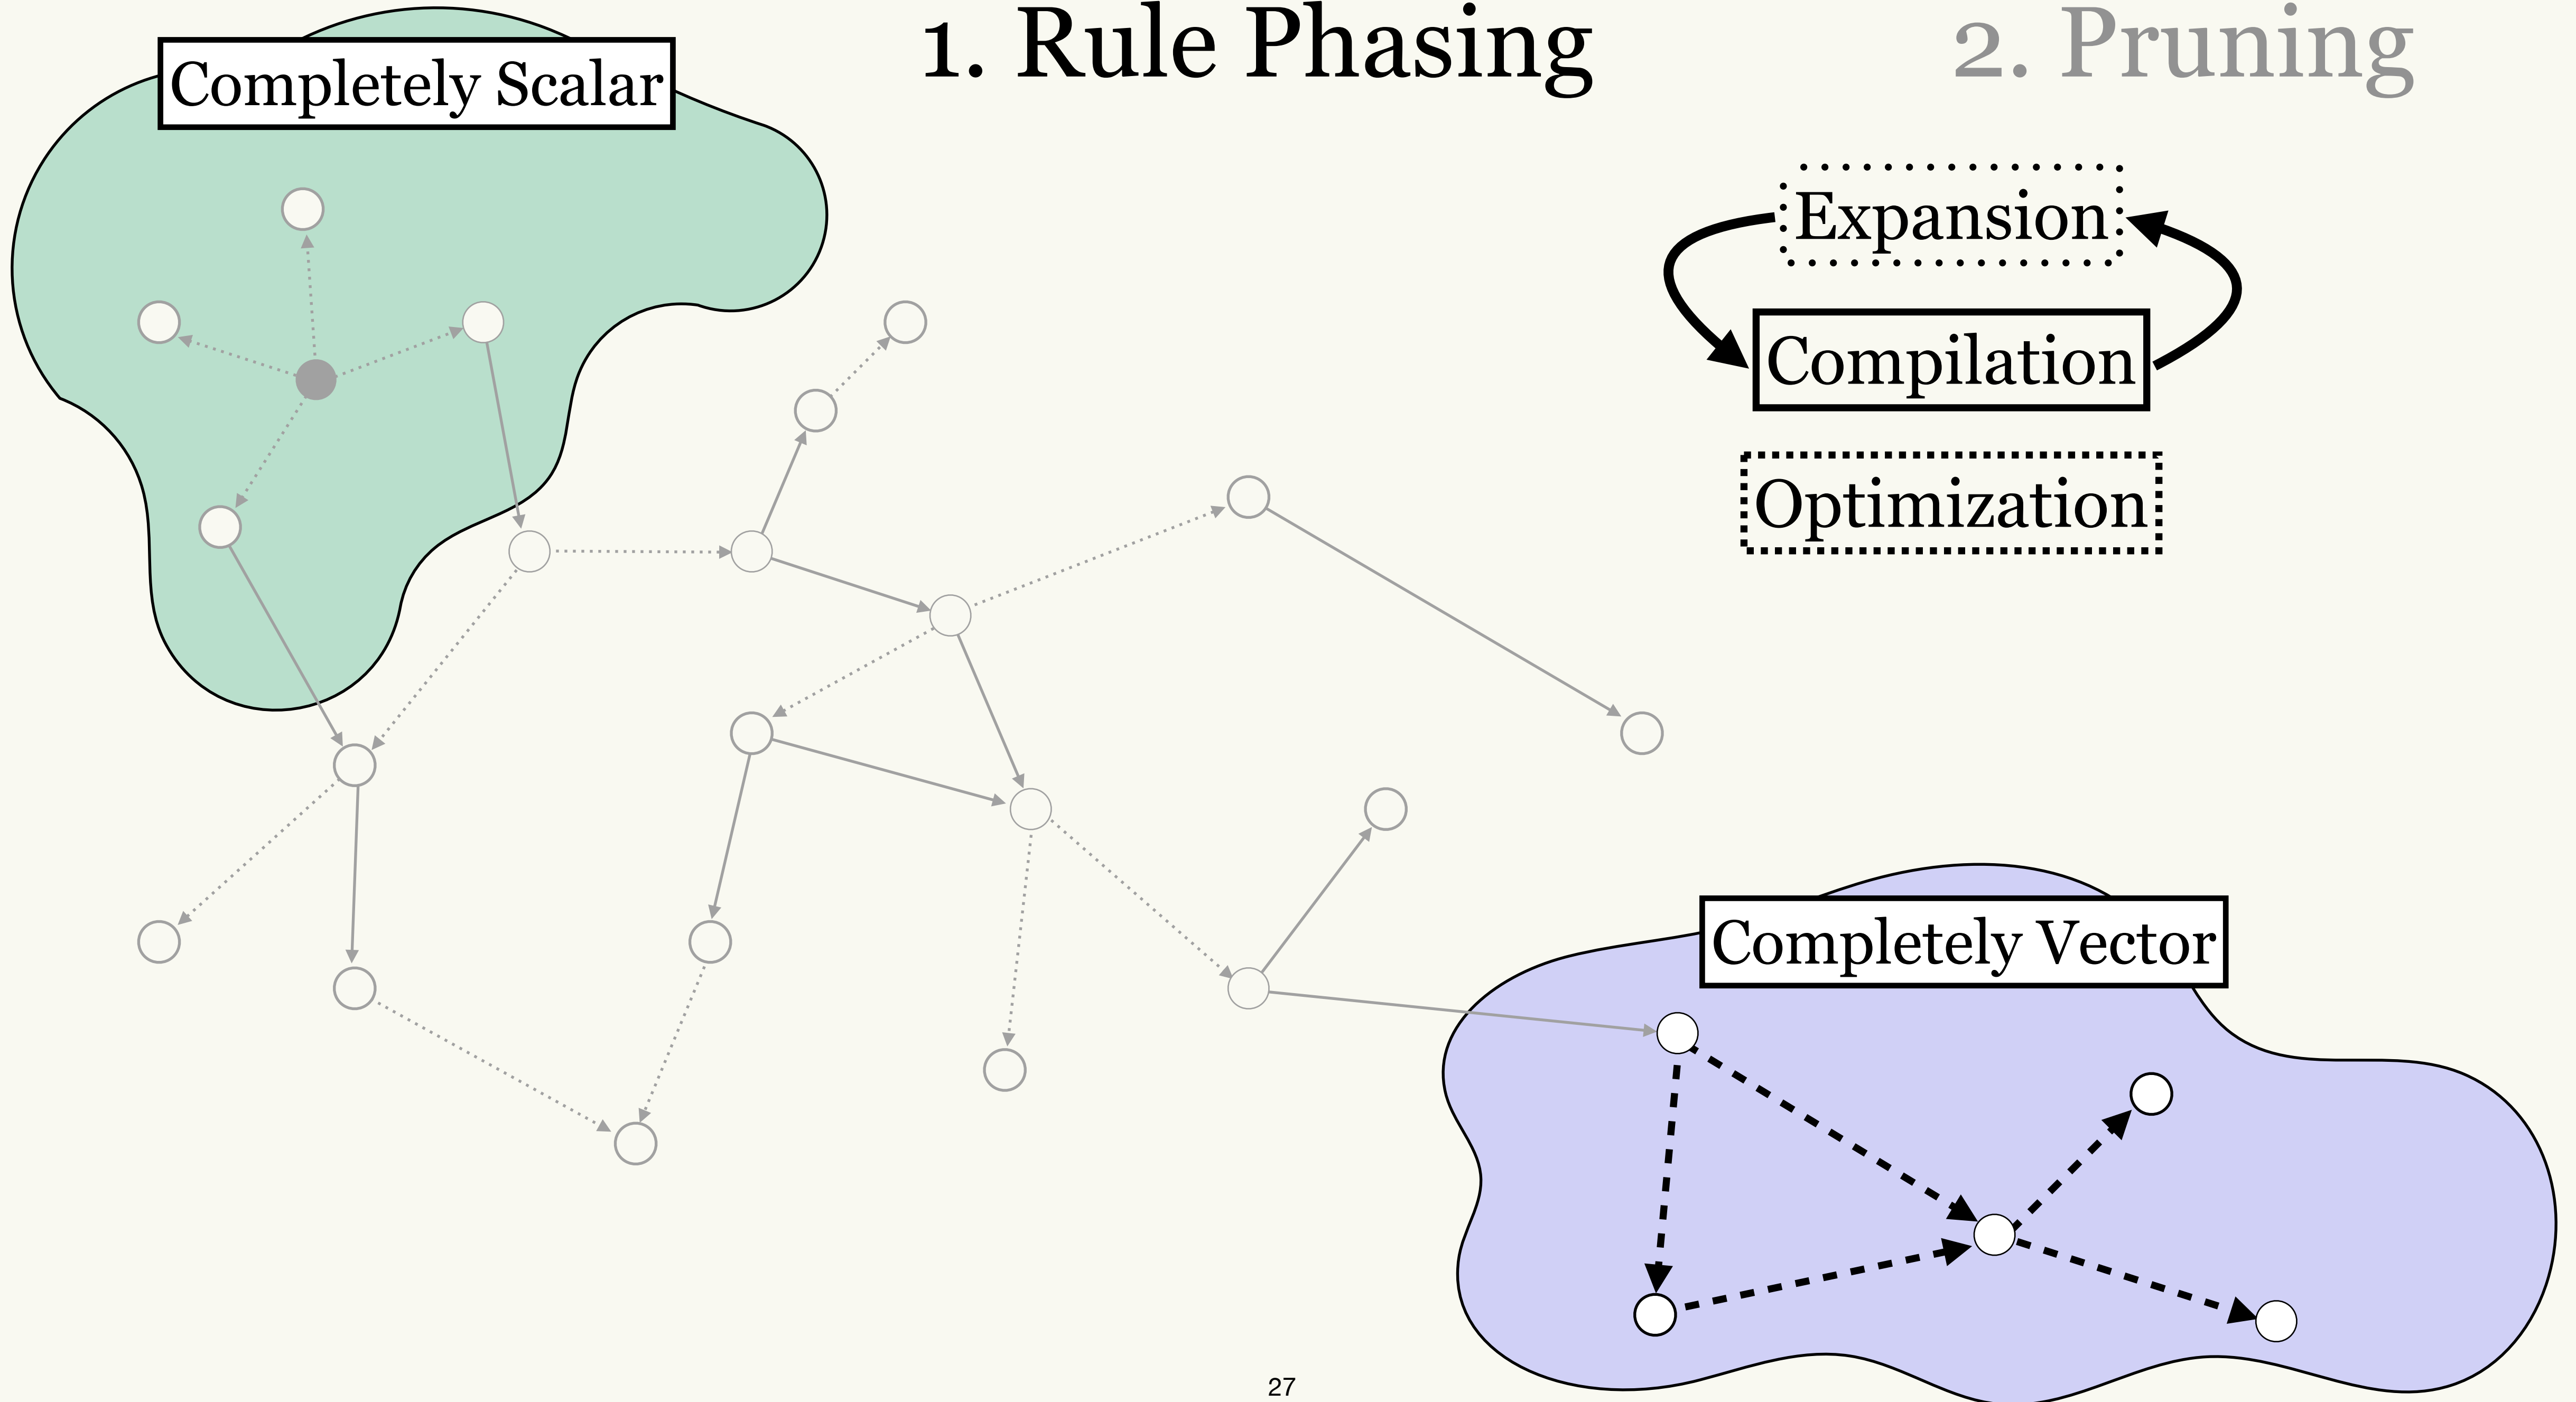 1. Rule Phasing
2. Pruning
Completely Scalar
Expansion
Compilation
Optimization
Completely Vector
27